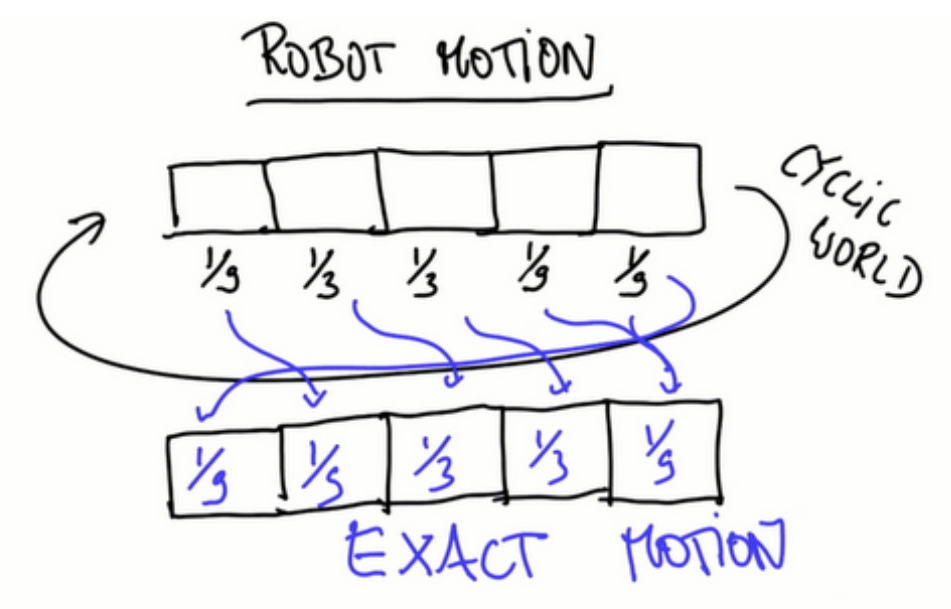 ROBOT MOTION
CYCLIC
WORLD
1/9 1/3 1/3 1/9 1/9
1/9 1/9 1/3 1/3 1/9
EXACT MOTION